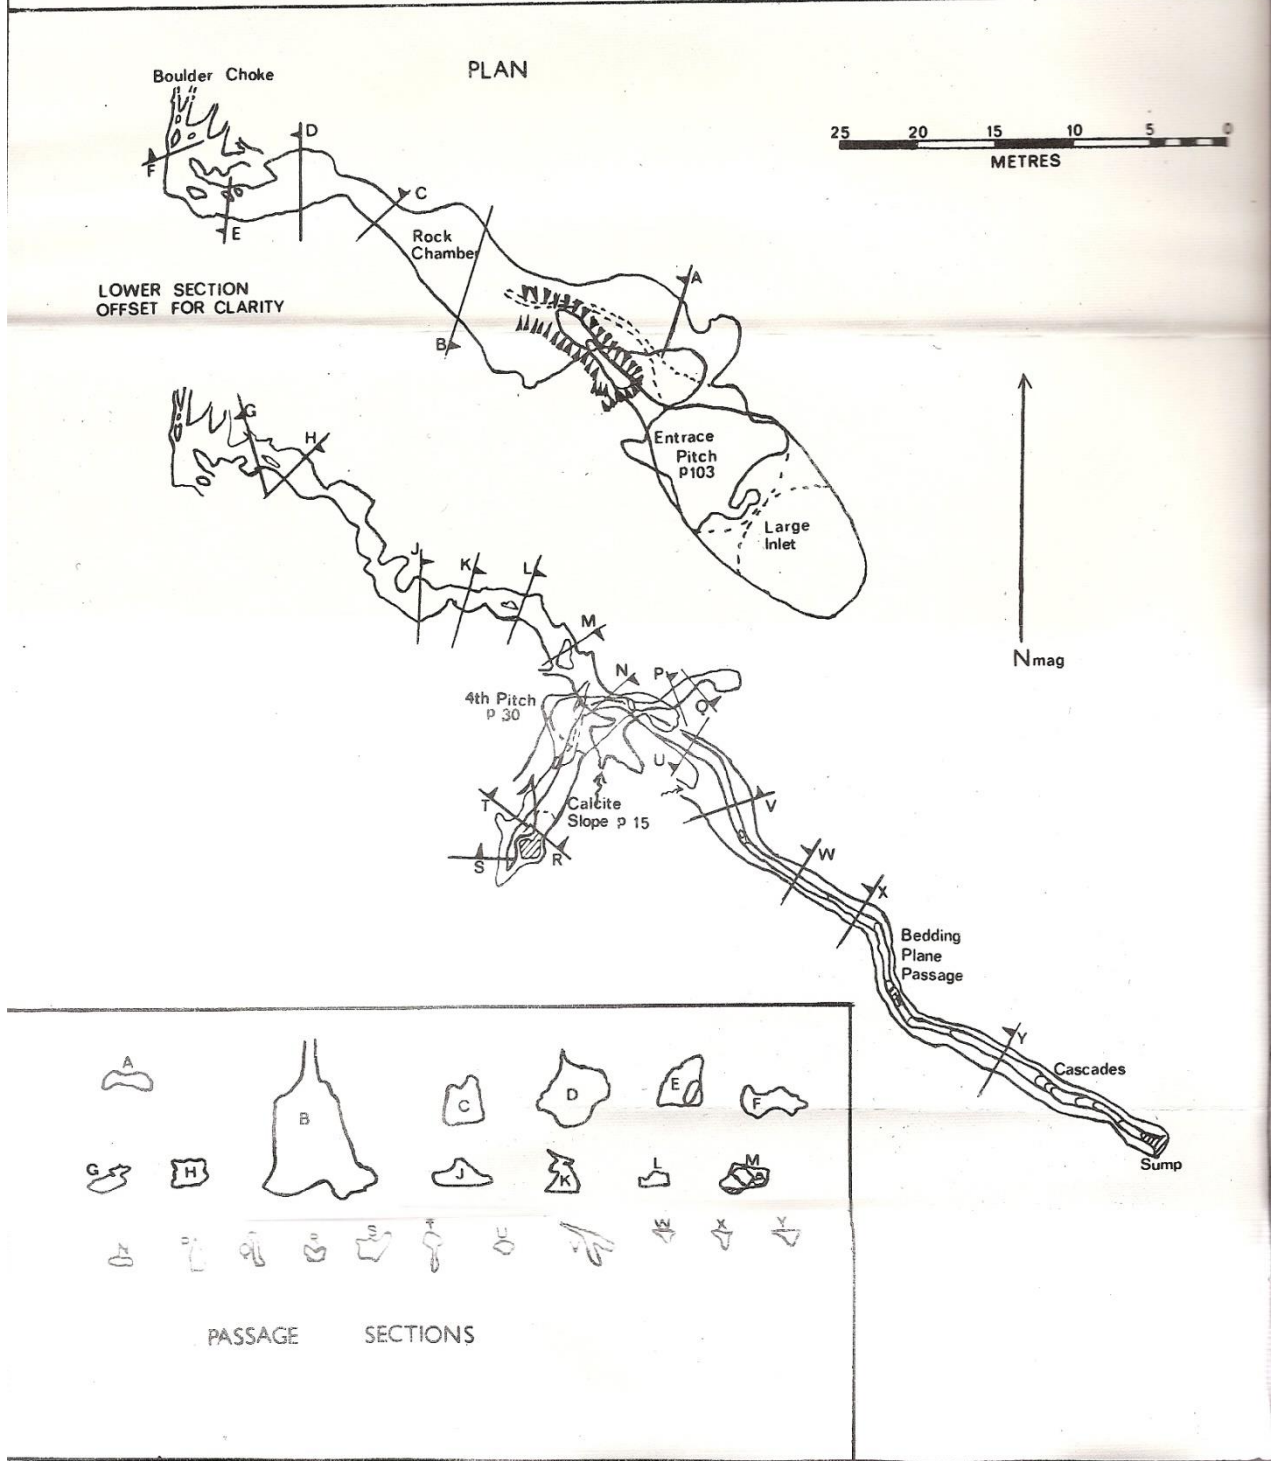 PLAN
Boulder Choke
25 20 15 10 5 0
METRES
D
F
C
E
Rock
Chamber
A
LOWER SECTION
OFFSET FOR CLARITY
B
G
H
Entrace
Pitch
p103
Large
Inlet
J
K
L
M
Nmag
N
P
4th Pitch
p 30
Q
U
T
Calcite
Slope p 15
V
S
R
W
X
Bedding
Plane
Passage
Y
Cascades
Sump
A
B
C
D
E
F
G
H
J
K
L
M
N
S
T
U
W
X
Y
PASSAGE SECTIONS